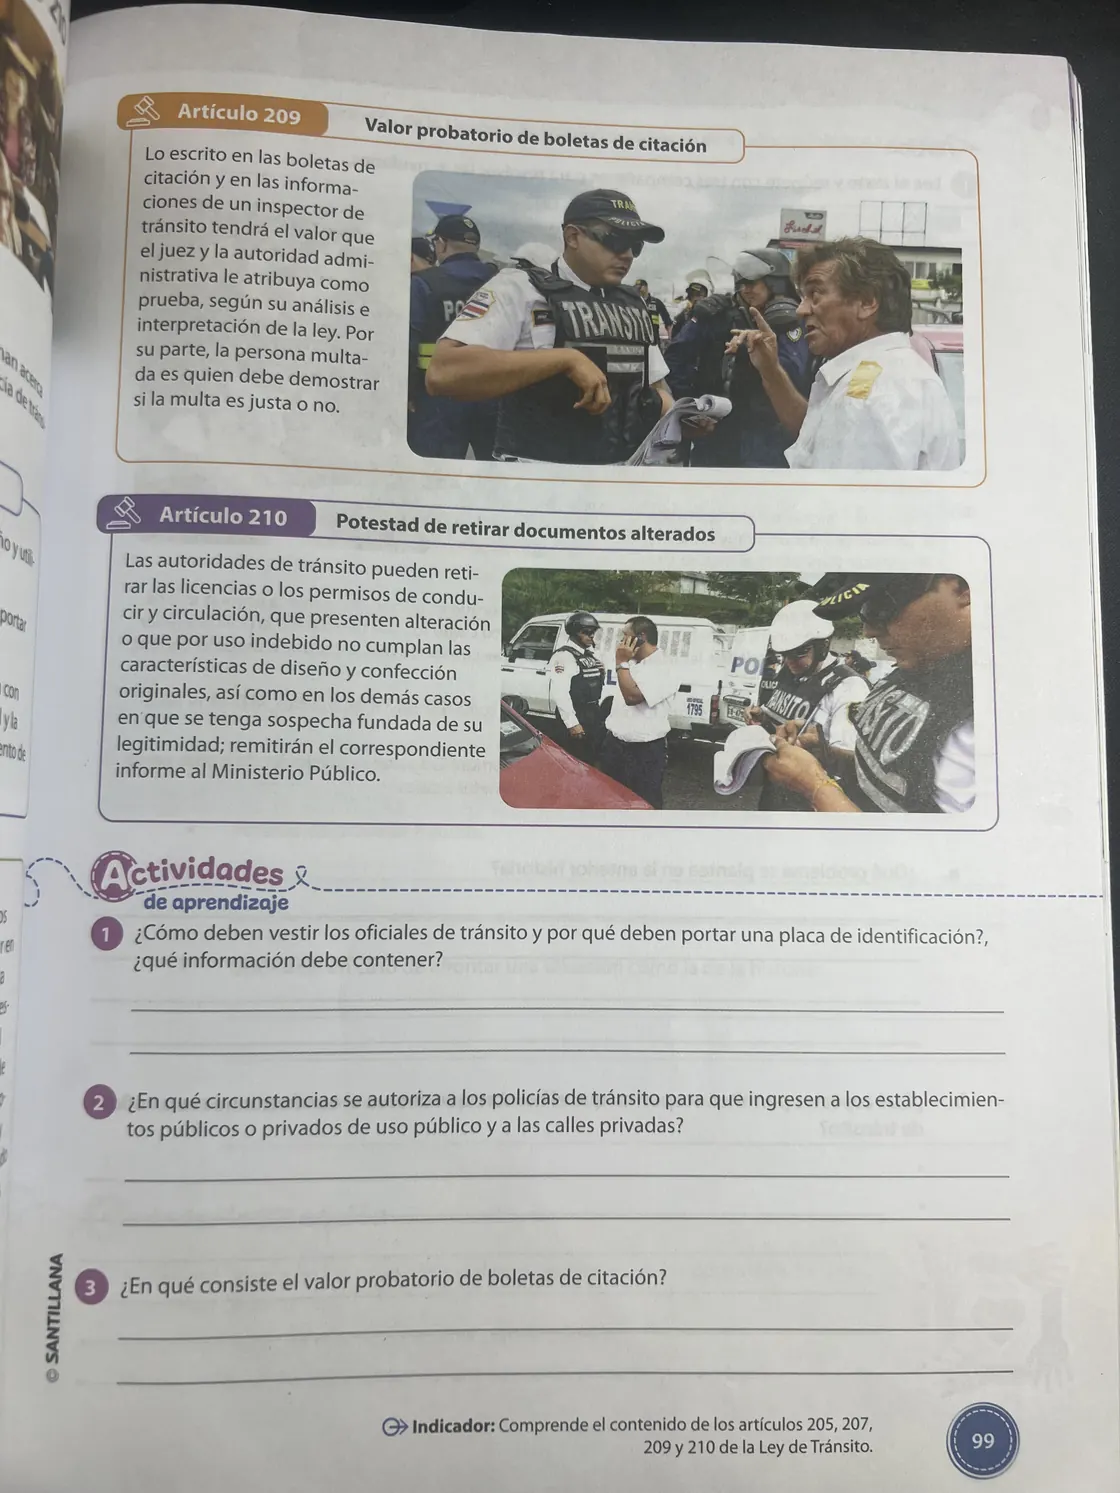 210
Artículo 209
Valor probatorio de boletas de citación
Lo escrito en las boletas de
citación y en las informa-
ciones de un inspector de
tránsito tendrá el valor que
el juez y la autoridad admi-
nistrativa le atribuya como
prueba, según su análisis e
interpretación de la ley. Por
su parte, la persona multa-
da es quien debe demostrar
si la multa es justa o no.
TRANSITO
Artículo 210
Potestad de retirar documentos alterados
Las autoridades de tránsito pueden reti-
rar las licencias o los permisos de condu-
cir y circulación, que presenten alteración
o que por uso indebido no cumplan las
características de diseño y confección
originales, así como en los demás casos
en que se tenga sospecha fundada de su
legitimidad; remitirán el correspondiente
informe al Ministerio Público.
POL
1795
POLICIA
Actividades
de aprendizaje
1 ¿Cómo deben vestir los oficiales de tránsito y por qué deben portar una placa de identificación?,
¿qué información debe contener?
2 ¿En qué circunstancias se autoriza a los policías de tránsito para que ingresen a los establecimien-
tos públicos o privados de uso público y a las calles privadas?
3 ¿En qué consiste el valor probatorio de boletas de citación?
© SANTILLANA
Indicador: Comprende el contenido de los artículos 205, 207,
209 y 210 de la Ley de Tránsito.
99